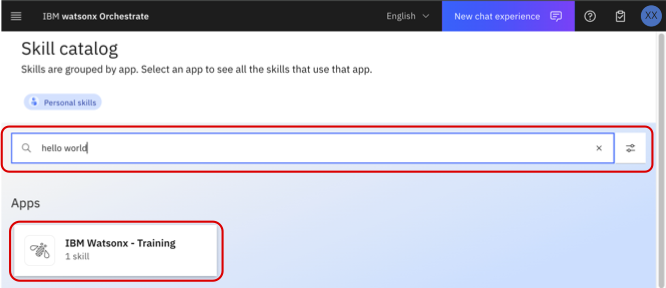 IBM watsonx Orchestrate
English
New chat experience
XX
Skill catalog
Skills are grouped by app. Select an app to see all the skills that use that app.
Personal skills
hello world
Apps
IBM Watsonx - Training
1 skill